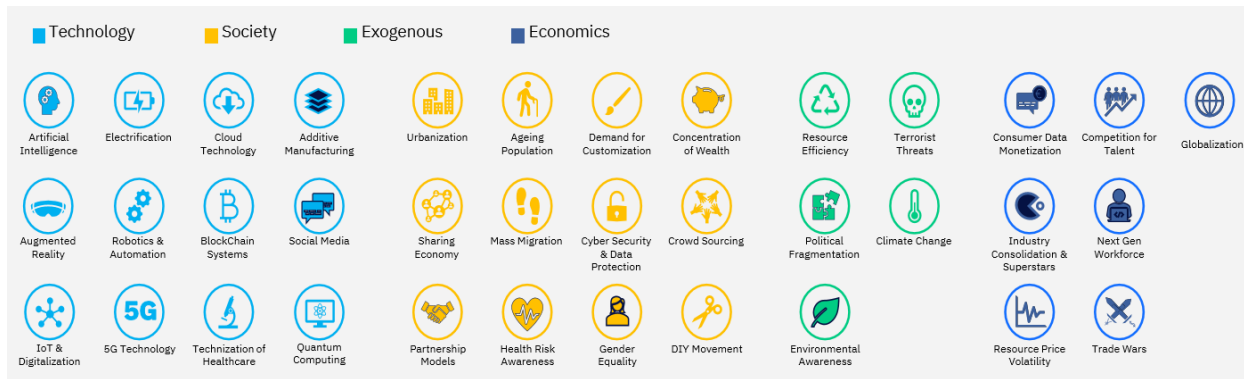 Technology
Society
Exogenous
Economics
Artificial
Intelligence
Electrification
Cloud
Technology
Additive
Manufacturing
Urbanization
Ageing
Population
Demand for
Customization
Concentration
of Wealth
Resource
Efficiency
Terrorist
Threats
Consumer Data
Monetization
Competition for
Talent
Globalization
Augmented
Reality
Robotics &
Automation
BlockChain
Systems
Social Media
Sharing
Economy
Mass Migration
Cyber Security
& Data
Protection
Crowd Sourcing
Political
Fragmentation
Climate Change
Industry
Consolidation &
Superstars
Next Gen
Workforce
IoT &
Digitalization
5G
5G Technology
Technization of
Healthcare
Quantum
Computing
Partnership
Models
Health Risk
Awareness
Gender
Equality
DIY Movement
Environmental
Awareness
Resource Price
Volatility
Trade Wars